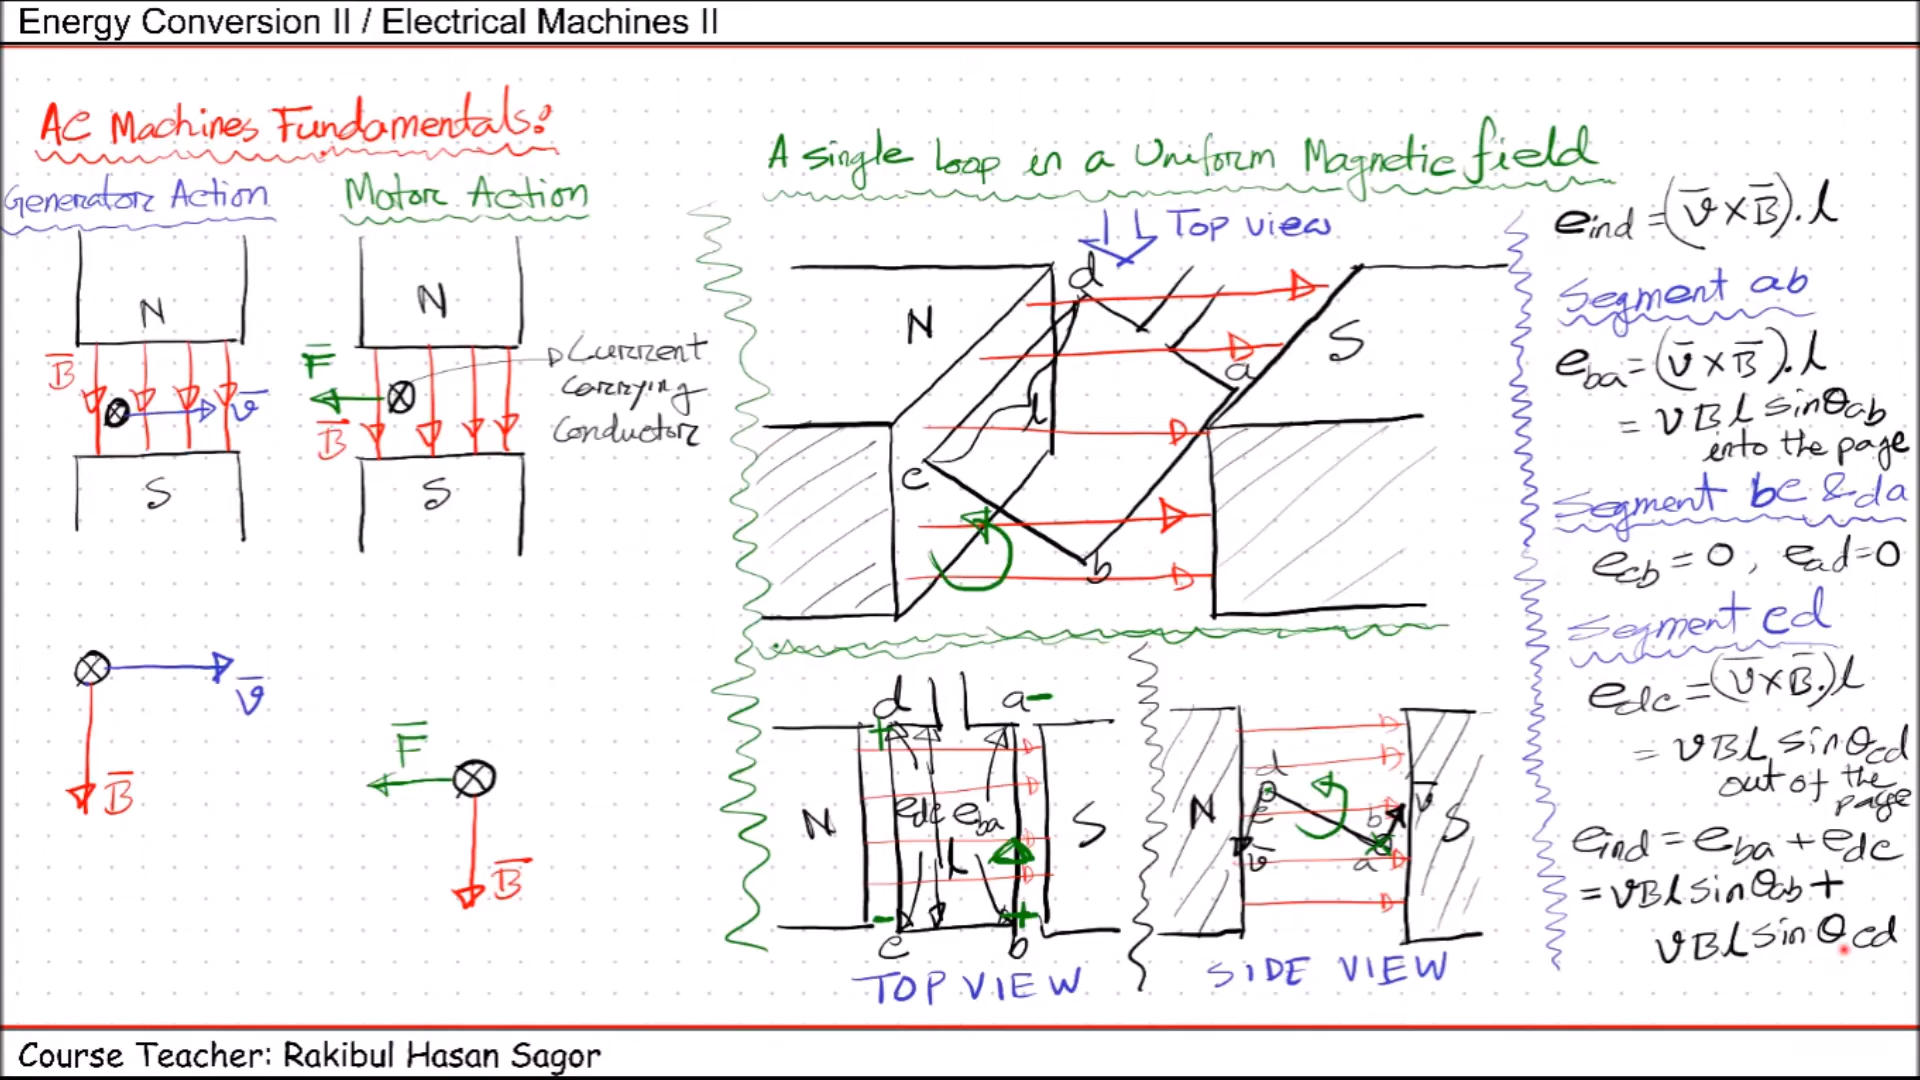 Energy Conversion II / Electrical Machines II
AC Machines Fundamentals:
Generator Action
Motor Action
N
B
v
S
N
F
B
Current
Carrying
Conductor
S
v
B
F
B
A single loop in a Uniform Magnetic field
Top view
N
S
d
a
l
c
b
d
a -
+
N
edc eba
l
S
-
+
c
b
TOP VIEW
N
d
c
v
b
a
v
S
SIDE VIEW
eind = (v × B) . l
Segment ab
eba = (v × B) . l
= vBl sinθab
into the page
Segment bc & da
ecb = 0 , ead = 0
Segment cd
edc = (v × B.) l
= vBl sinθcd
out of the
page
eind = eba + edc
= vBl sinθab +
vBl sinθcd
Course Teacher: Rakibul Hasan Sagor